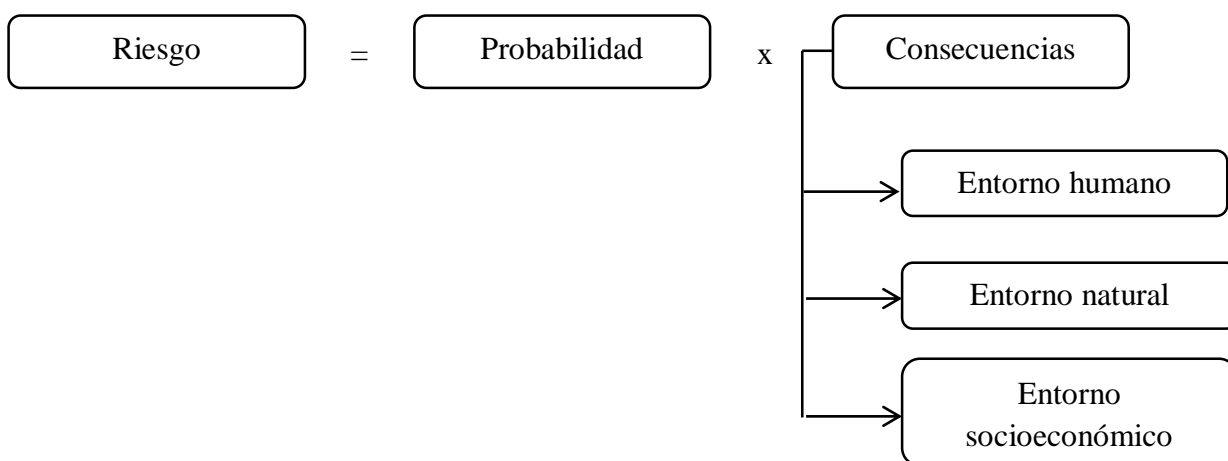 Riesgo = Probabilidad x Consecuencias
Entorno humano
Entorno natural
Entorno
socioeconómico